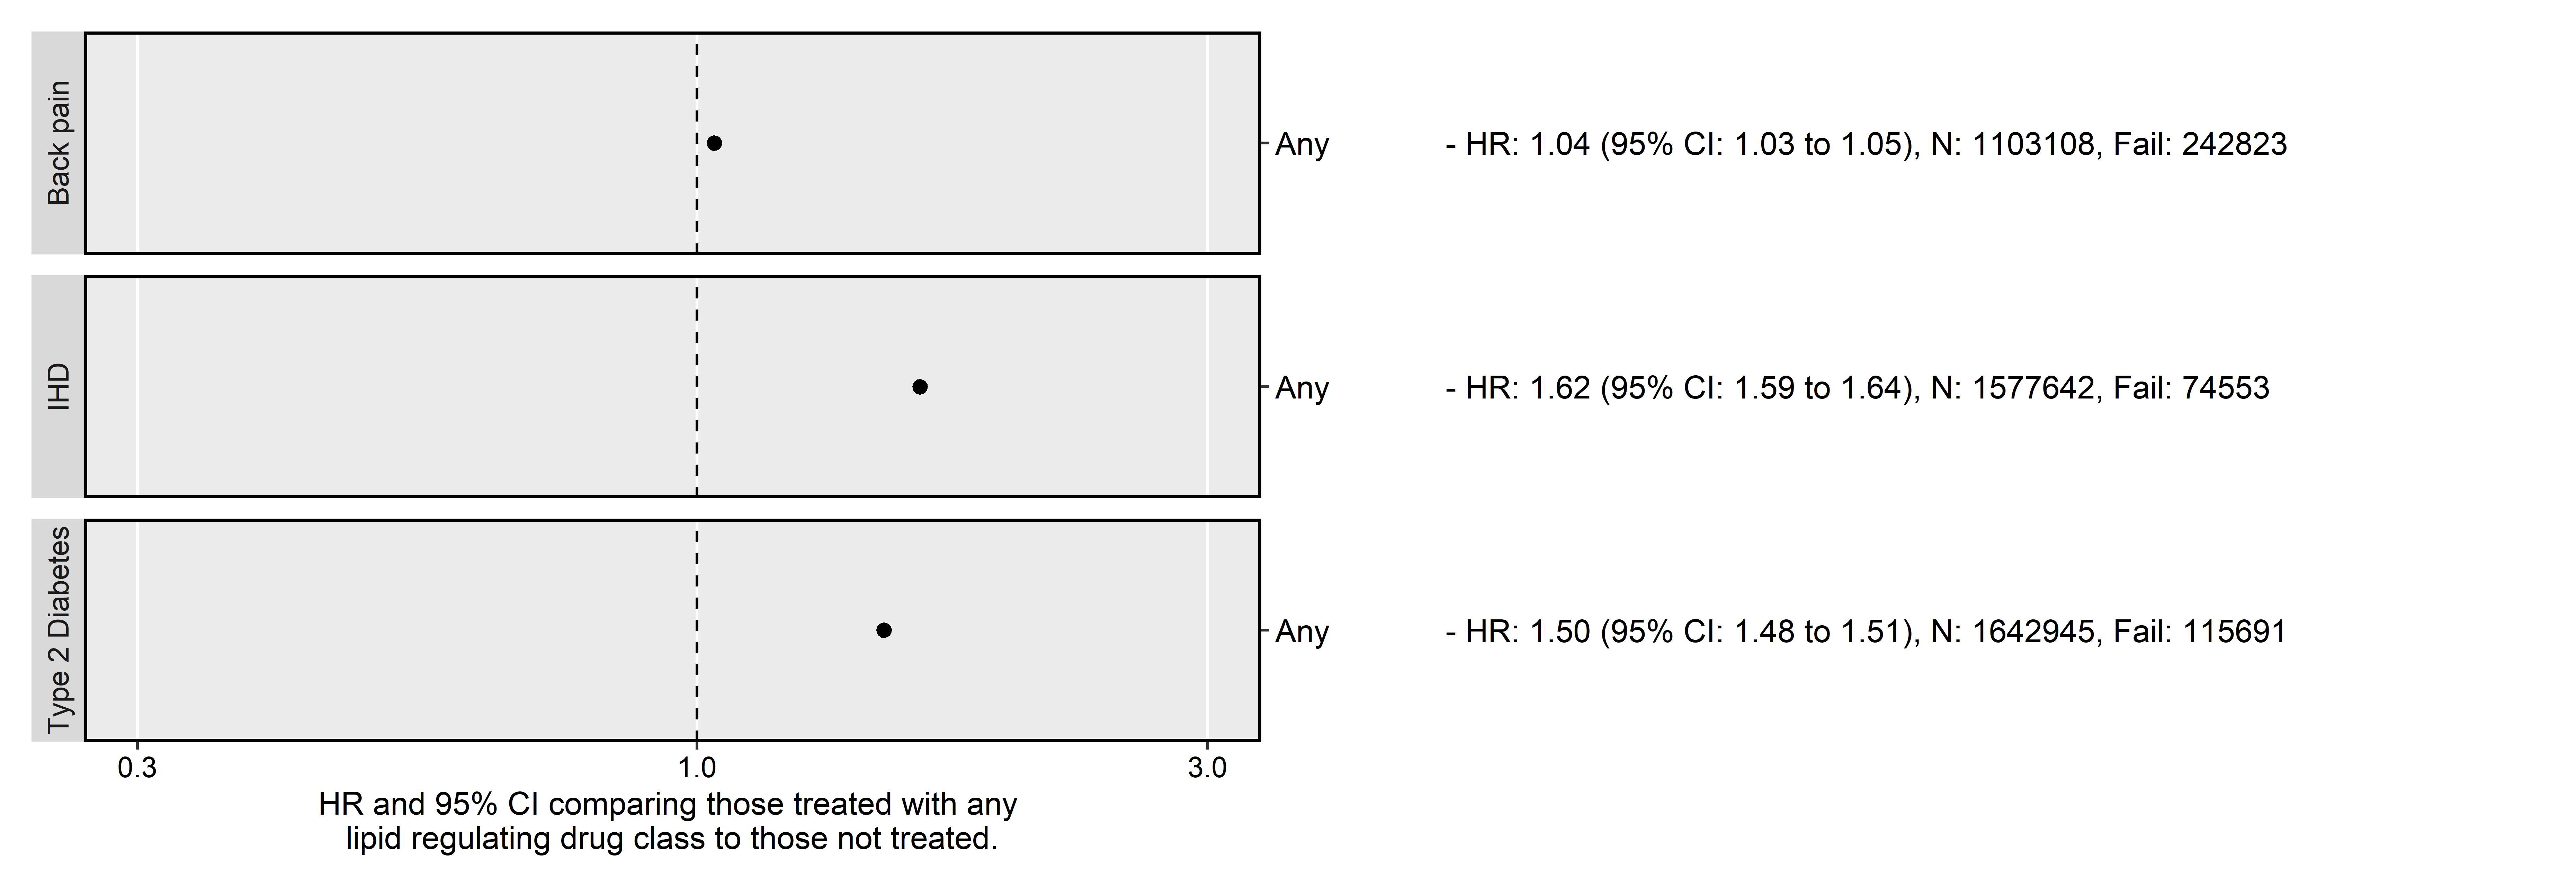 Back pain
Any - HR: 1.04 (95% CI: 1.03 to 1.05), N: 1103108, Fail: 242823
IHD
Any - HR: 1.62 (95% CI: 1.59 to 1.64), N: 1577642, Fail: 74553
Type 2 Diabetes
Any - HR: 1.50 (95% CI: 1.48 to 1.51), N: 1642945, Fail: 115691
0.3 1.0 3.0
HR and 95% CI comparing those treated with any
lipid regulating drug class to those not treated.